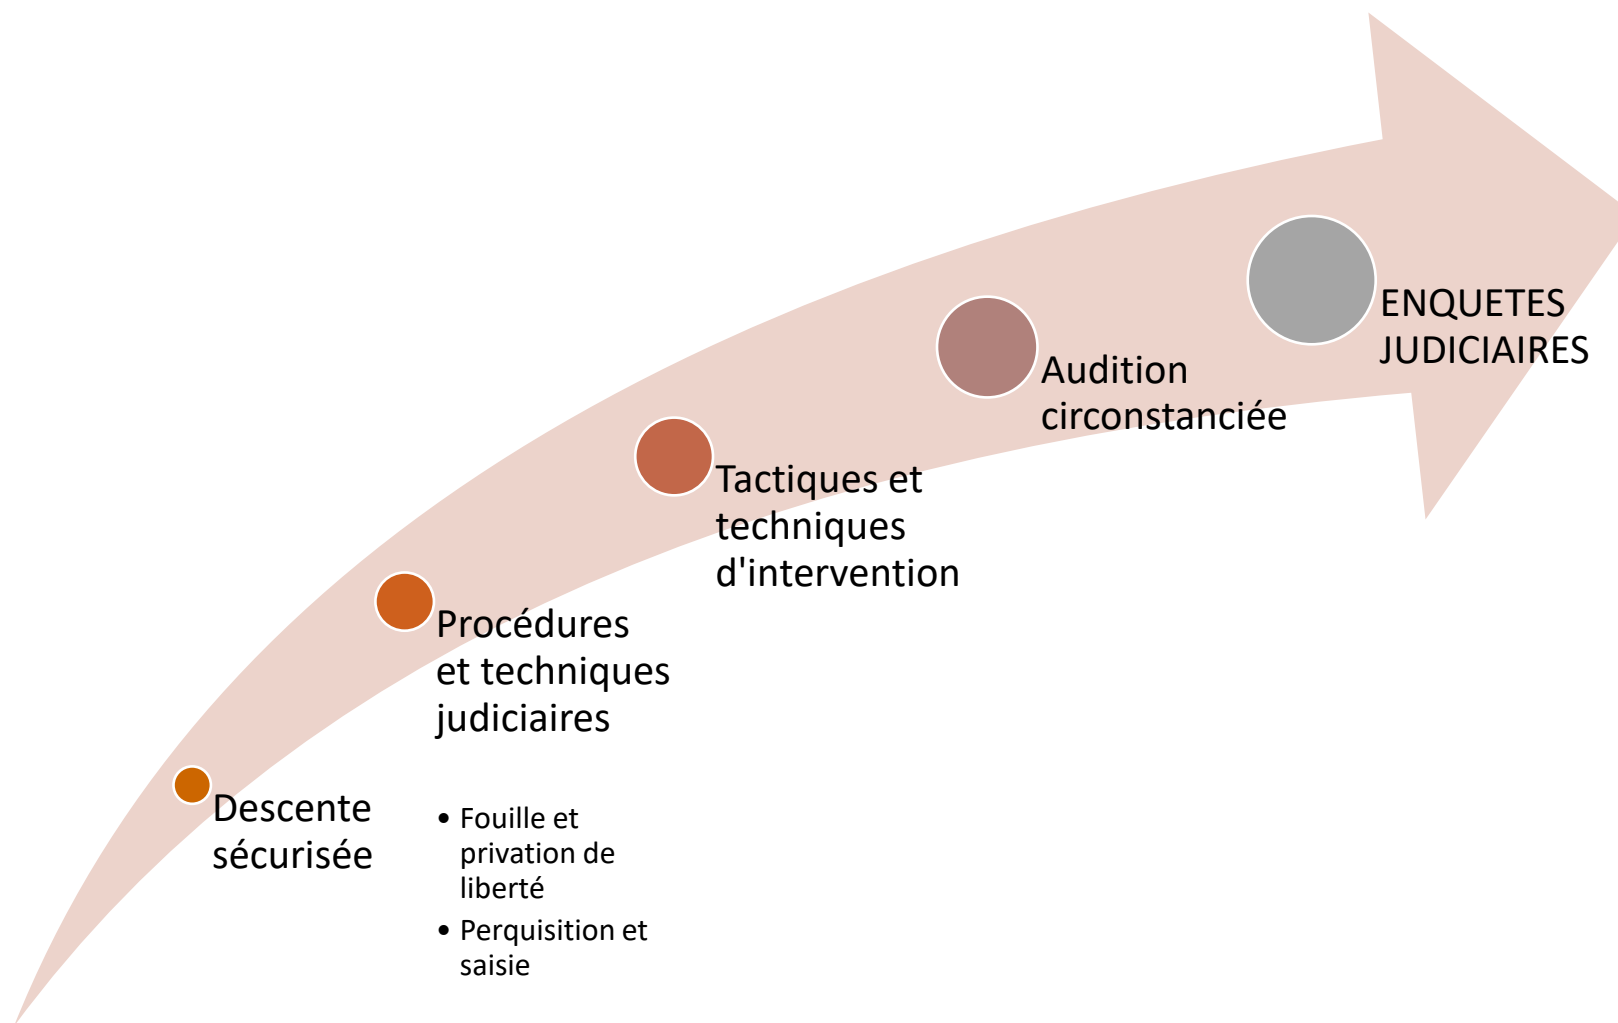 Descente
sécurisée
Procédures
et techniques
judiciaires
• Fouille et
privation de
liberté
• Perquisition et
saisie
Tactiques et
techniques
d'intervention
Audition
circonstanciée
ENQUETES
JUDICIAIRES